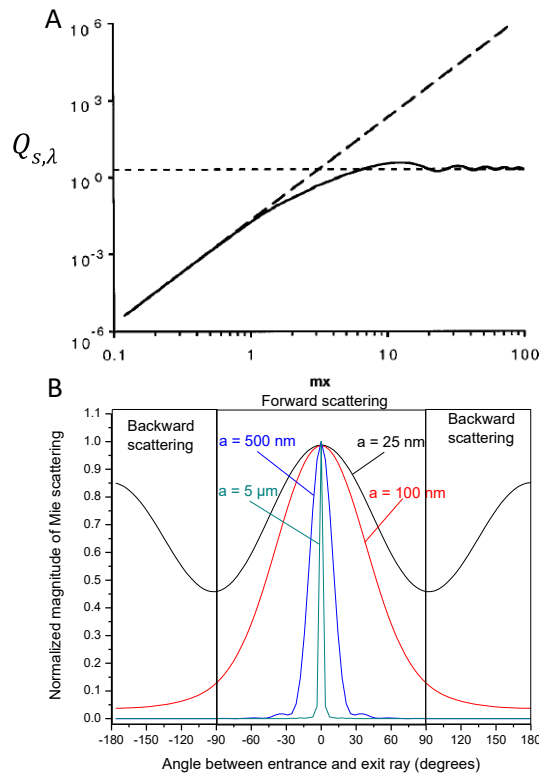 A
10^6
10^3
Q_{s,λ}
10^0
10^-3
10^-6
0.1 1 10 100
mx
B
Forward scattering
1.1
Backward scattering
Backward scattering
1.0
a = 500 nm
a = 25 nm
0.9
0.8
a = 5 µm
a = 100 nm
0.7
0.6
0.5
0.4
0.3
0.2
0.1
0.0
Normalized magnitude of Mie scattering
-180 -150 -120 -90 -60 -30 0 30 60 90 120 150 180
Angle between entrance and exit ray (degrees)